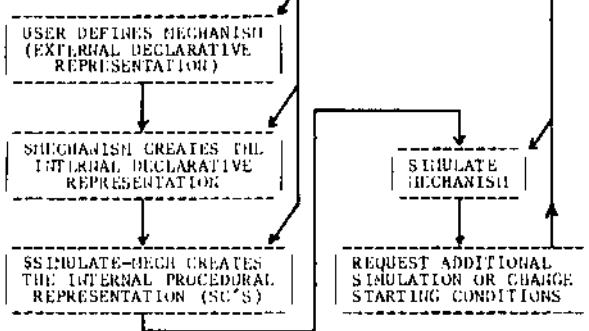 USER DEFINES MECHANISM
(EXTERNAL DECLARATIVE
REPRESENTATION)
$MECHANISM CREATES THE
INTERNAL DECLARATIVE
REPRESENTATION
SIMULATE
MECHANISM
$SIMULATE-MECH CREATES
THE INTERNAL PROCEDURAL
REPRESENTATION (SC'S)
REQUEST ADDITIONAL
SIMULATION OR CHANGE
STARTING CONDITIONS